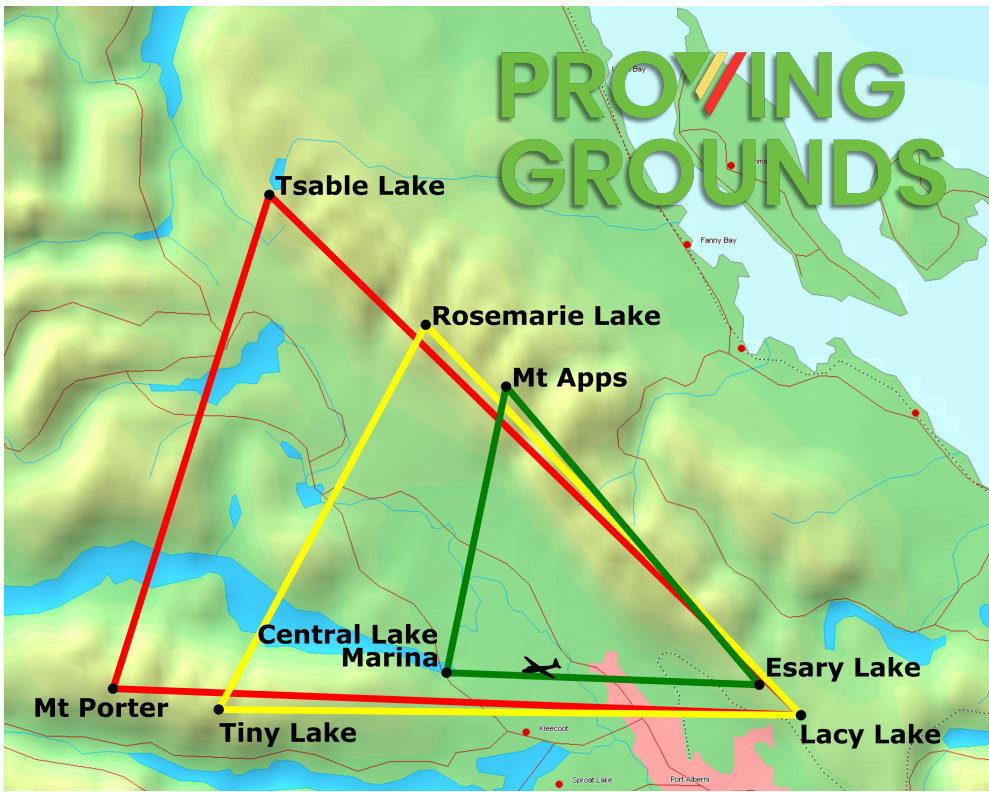 PROVING
GROUNDS
Fanny Bay
Tsable Lake
Rosemarie Lake
Mt Apps
Central Lake
Marina
Esary Lake
Mt Porter
Tiny Lake
Lacy Lake
Kleecoot
Sproat Lake
Port Alberni